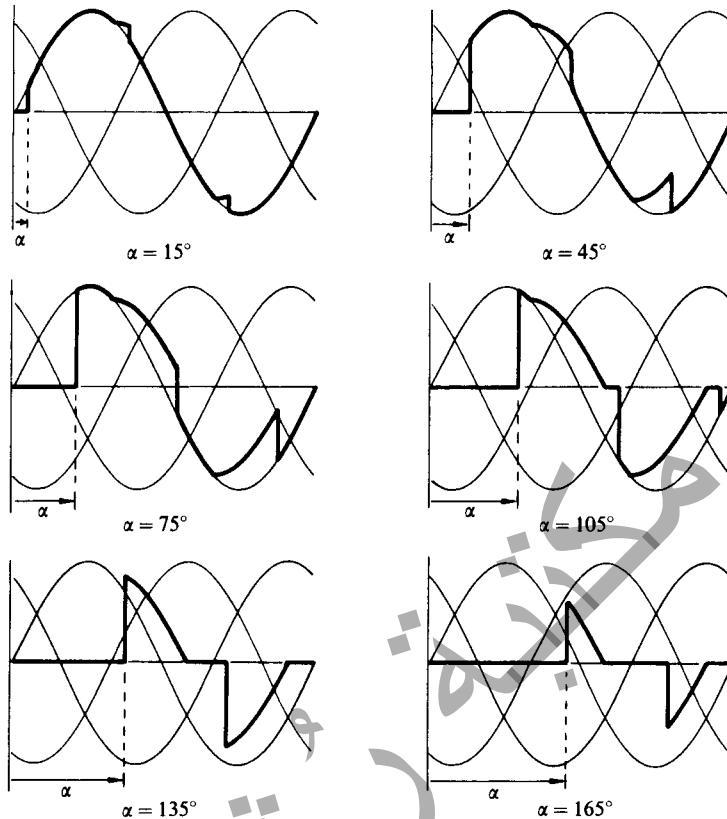 α
α = 15°
α
α = 45°
α
α = 75°
α
α = 105°
α
α = 135°
α
α = 165°